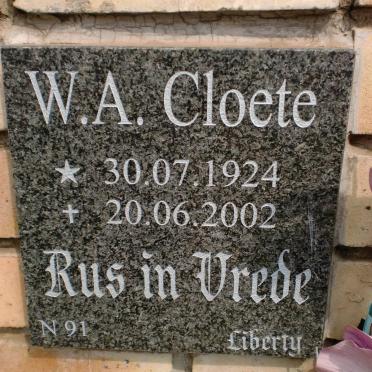 W.A. Cloete
★ 30.07.1924
+ 20.06.2002
Rus in Vrede
N 91 Liberty